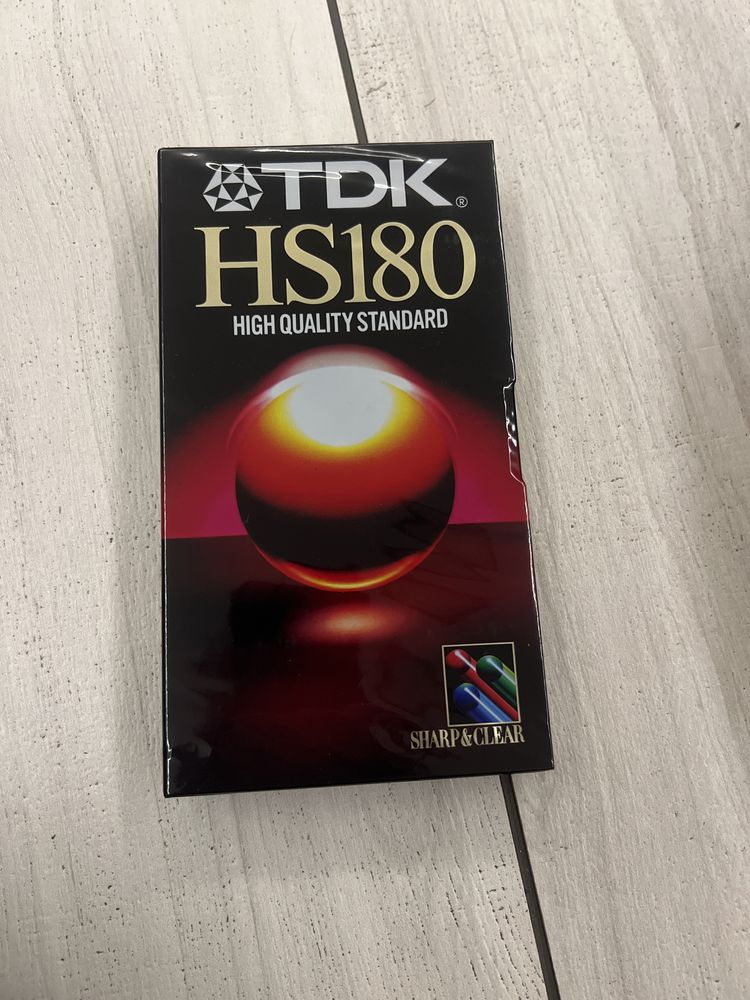 TDK®
HS180
HIGH QUALITY STANDARD
SHARP & CLEAR